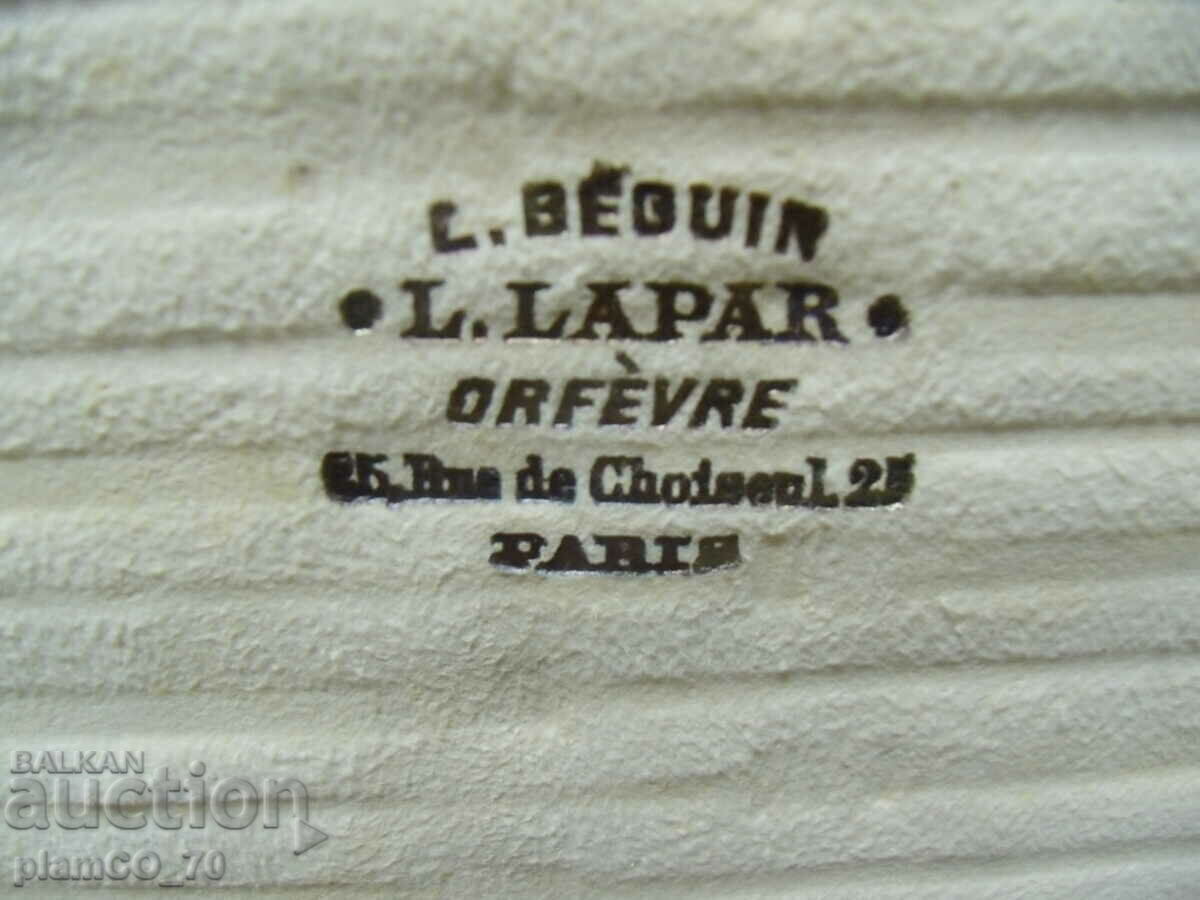 L. BÉGUIN
• L. LAPAR •
ORFÈVRE
25, Rue de Choiseul, 25
PARIS
BALKAN
auction
plamCO_70